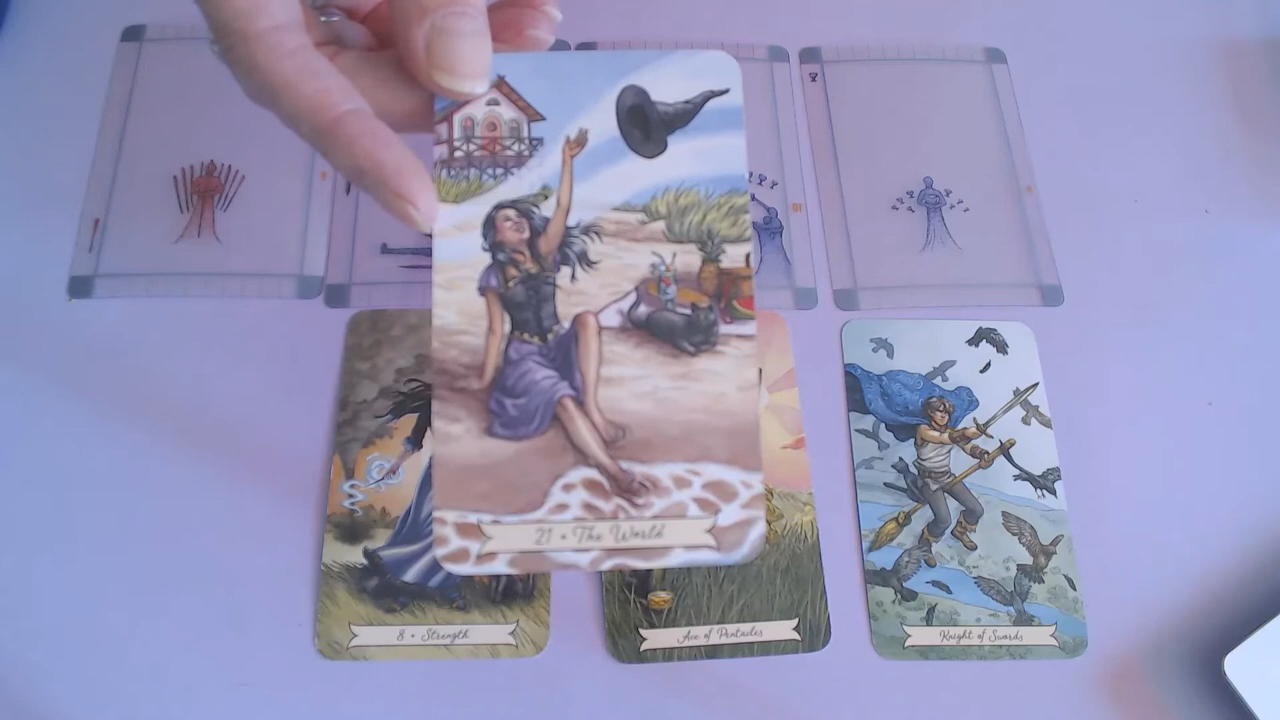 21 • The World
8 • Strength
Ace of Pentacles
Knight of Swords